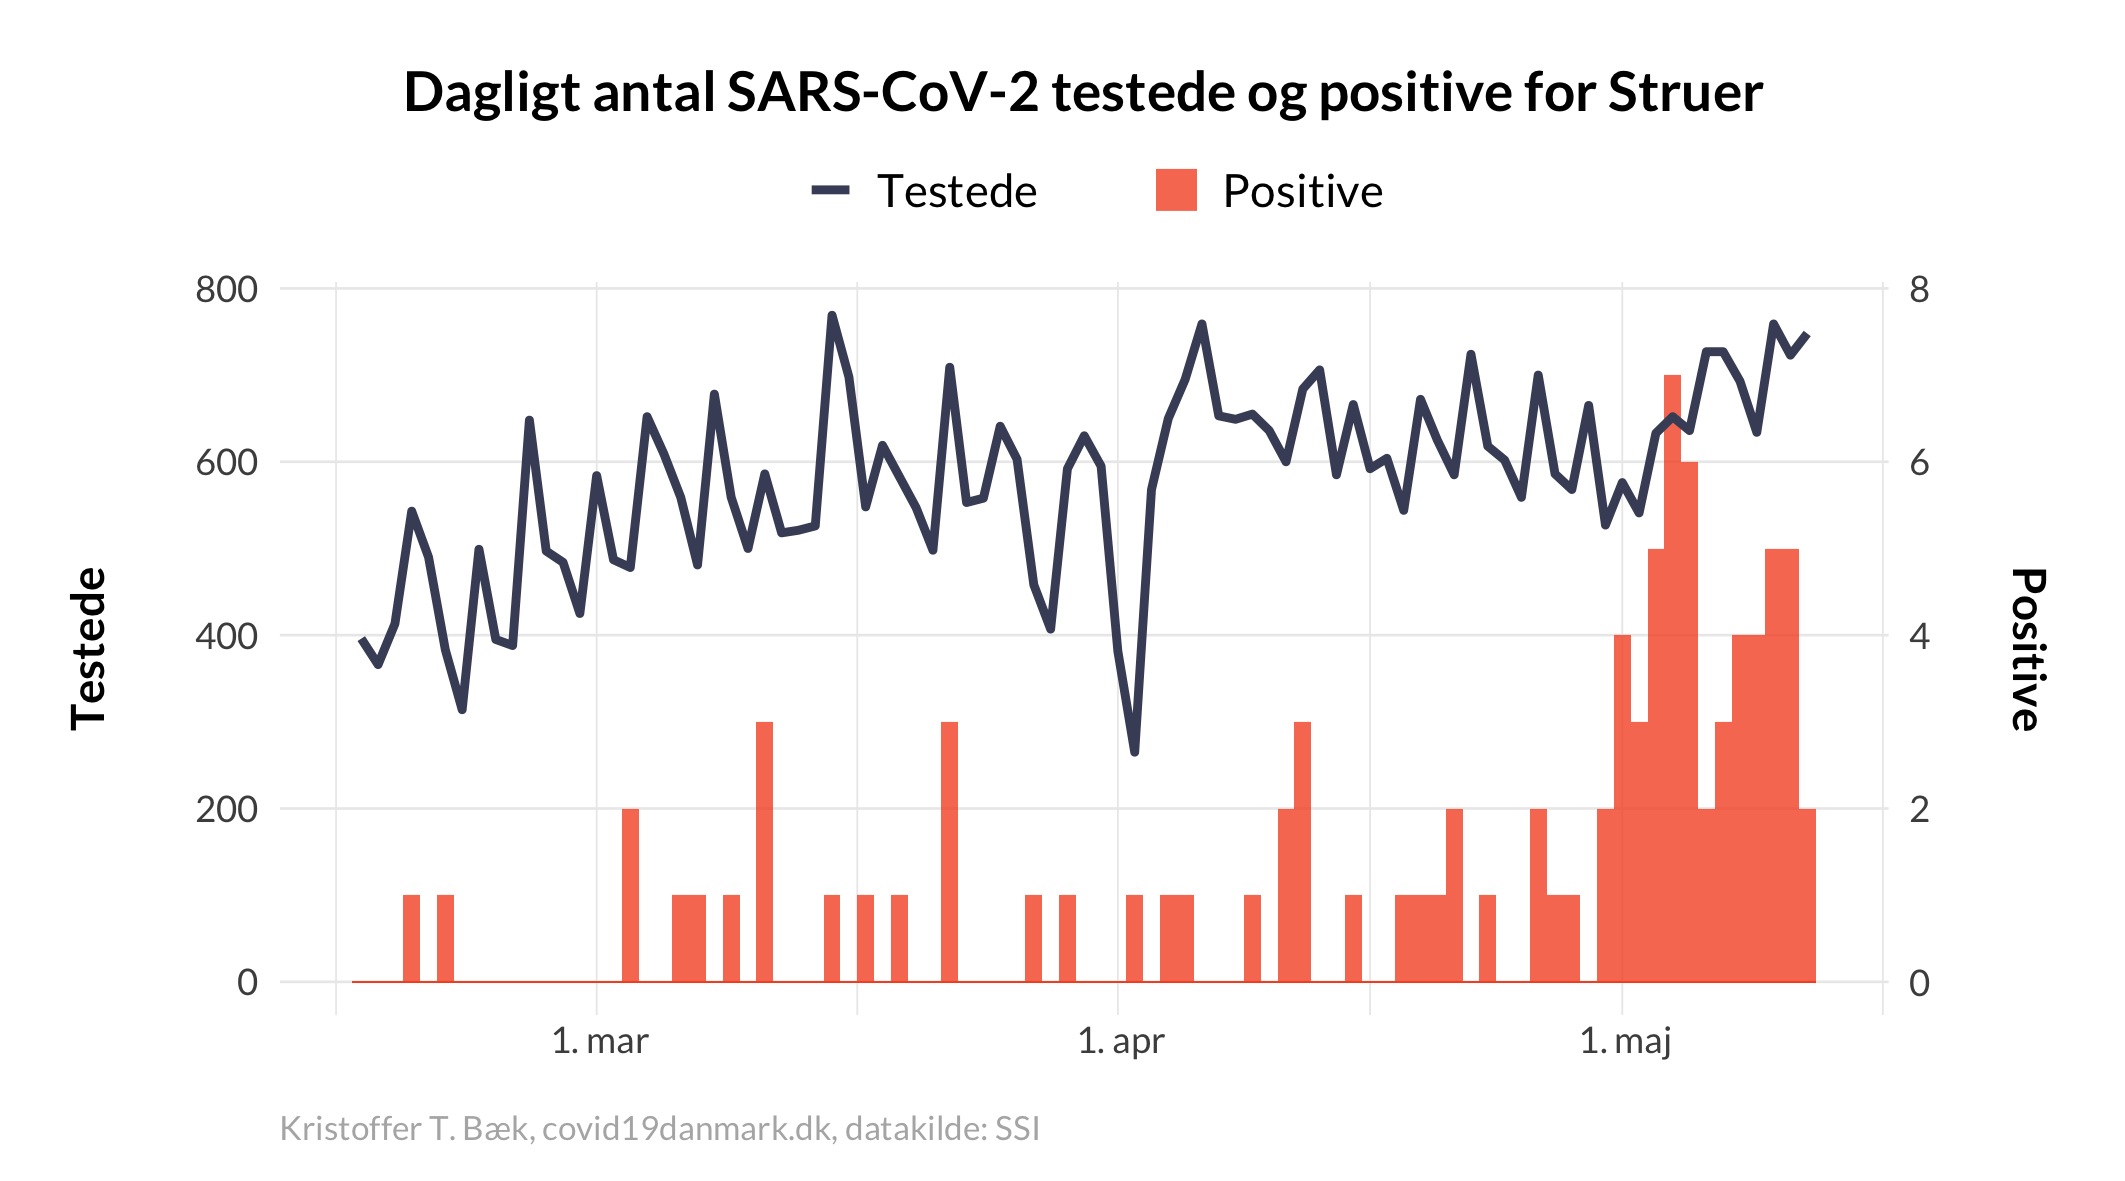 Dagligt antal SARS-CoV-2 testede og positive for Struer
Testede
Positive
800
600
400
200
0
Testede
8
6
4
2
0
Positive
1. mar
1. apr
1. maj
Kristoffer T. Bæk, covid19danmark.dk, datakilde: SSI